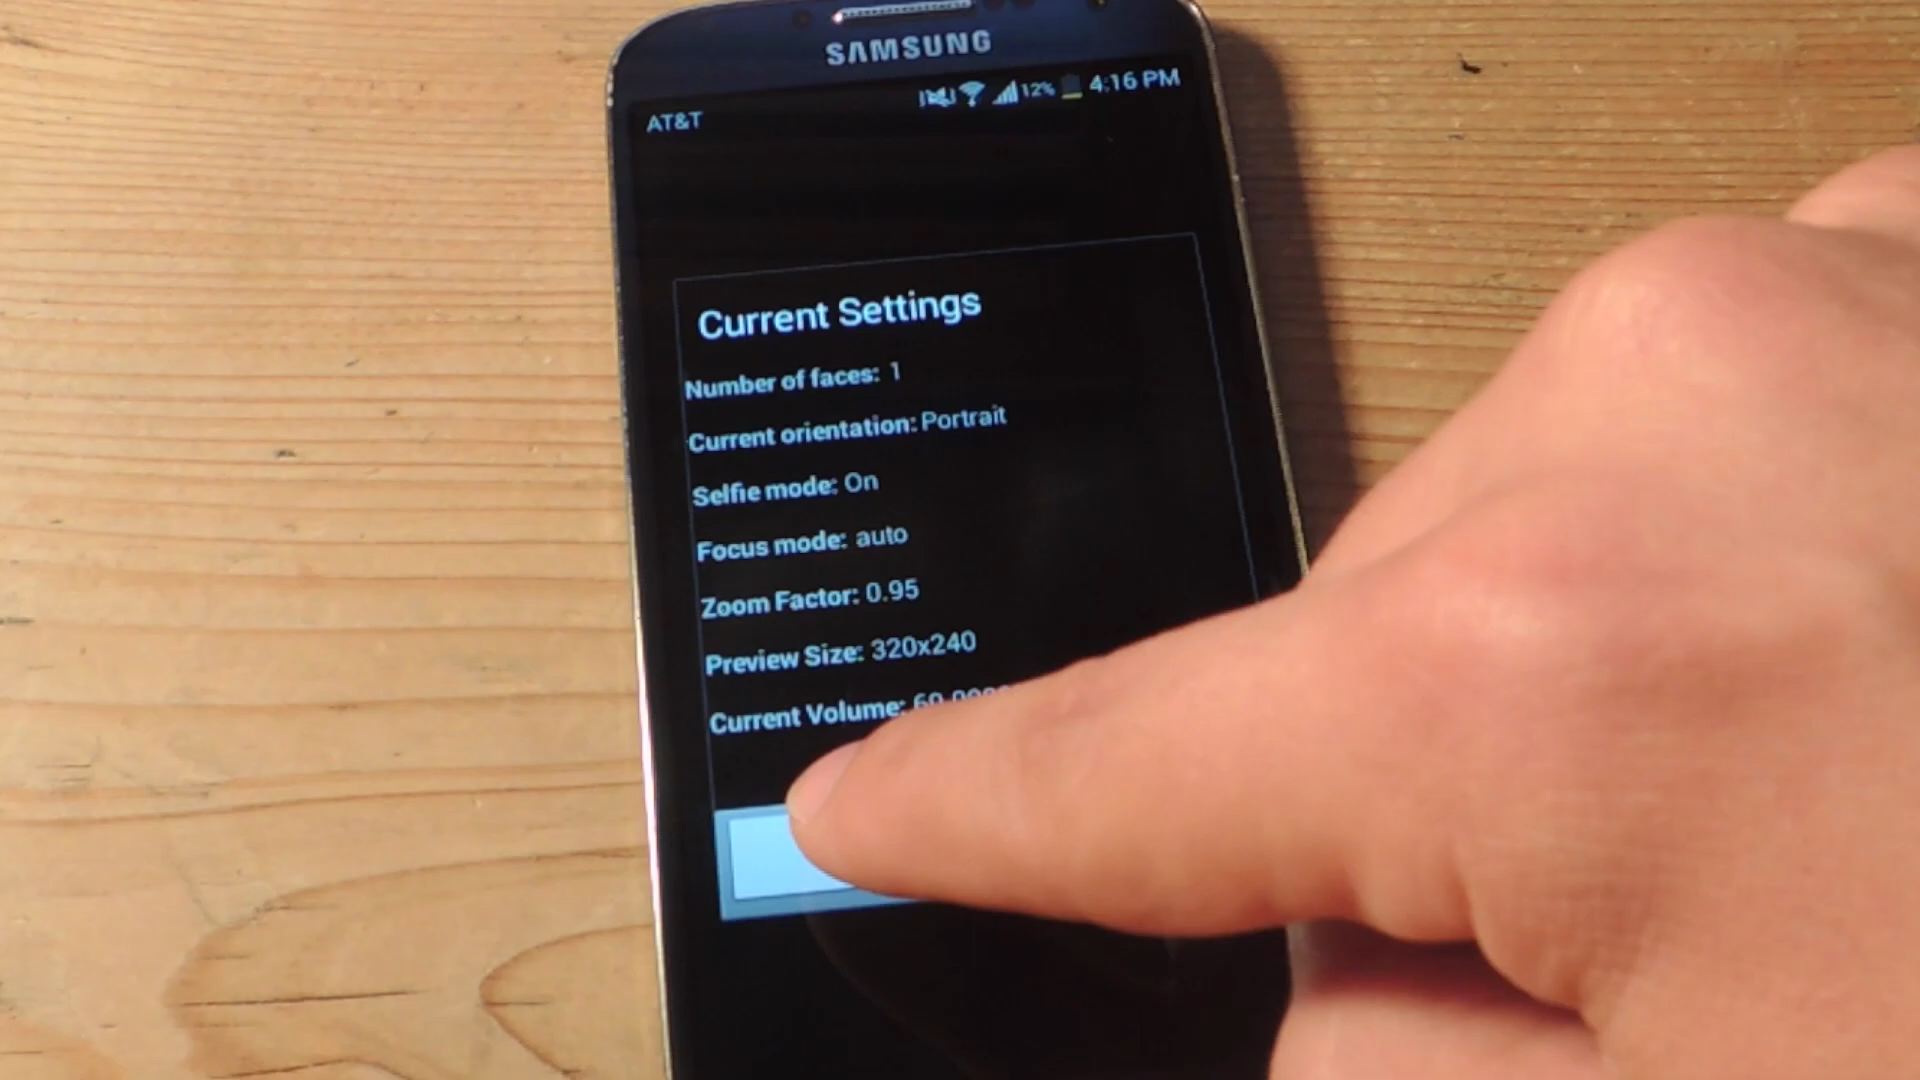 SAMSUNG
AT&T 12% 4:16 PM
Current Settings
Number of faces: 1
Current orientation: Portrait
Selfie mode: On
Focus mode: auto
Zoom Factor: 0.95
Preview Size: 320x240
Current Volume: